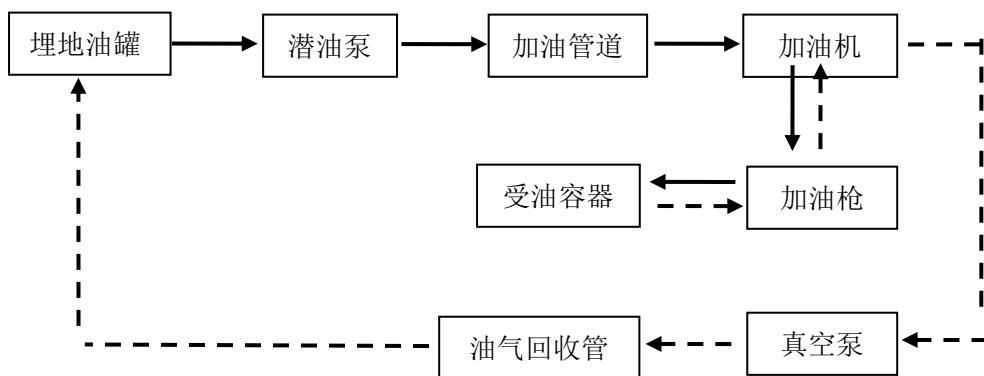 埋地油罐
潜油泵
加油管道
加油机
受油容器
加油枪
油气回收管
真空泵